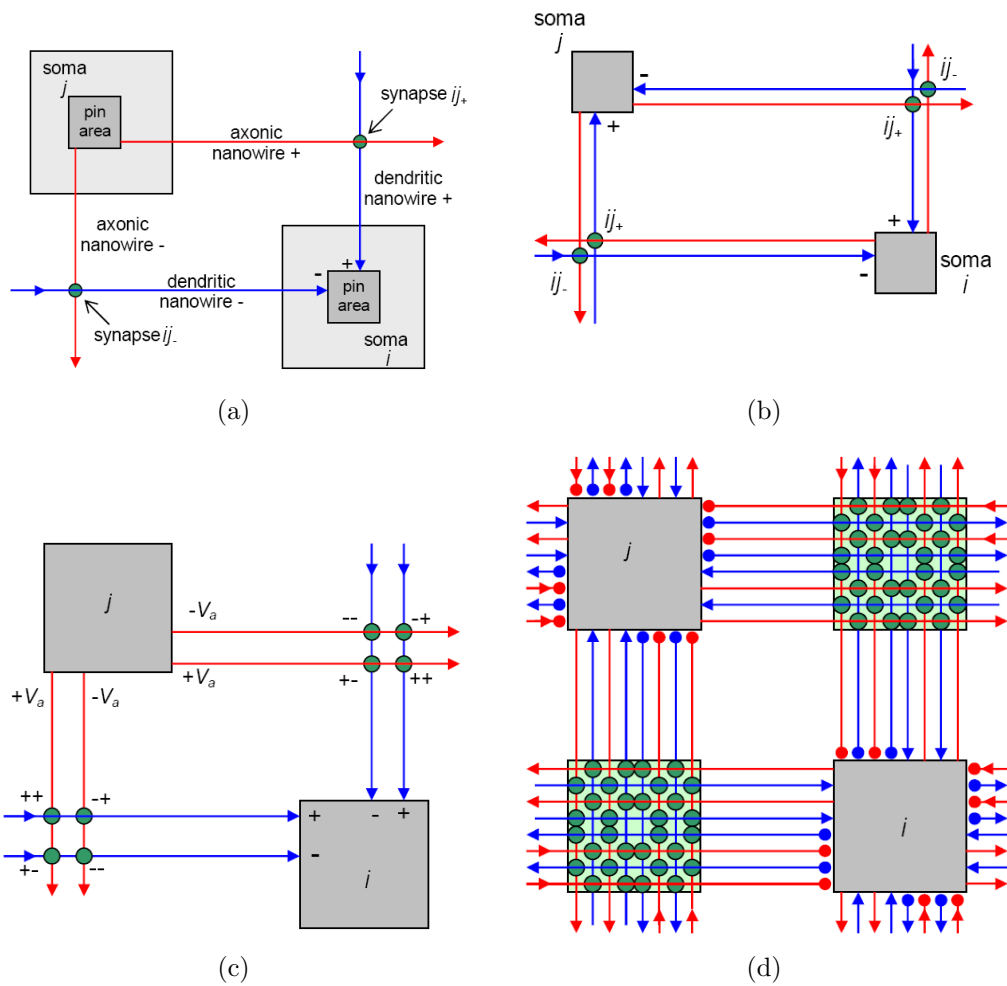 soma
j
pin
area
synapse ij+
axonic
nanowire +
dendritic
nanowire +
axonic
nanowire -
- +
dendritic
nanowire -
pin
area
synapse ij-
soma
i
(a)
soma
j
-
+
ij-
ij+
ij+
ij-
+
-
soma
i
(b)
j
-Va
+Va
-- -+
+- ++
+Va -Va
++ -+
+- --
+ - +
-
i
(c)
j
i
(d)